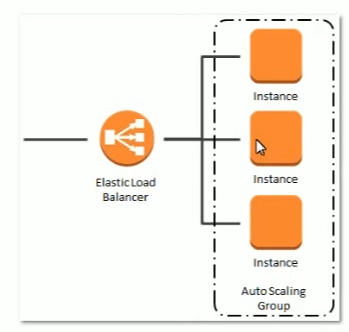 Instance
Elastic Load
Balancer
Instance
Instance
Auto Scaling
Group